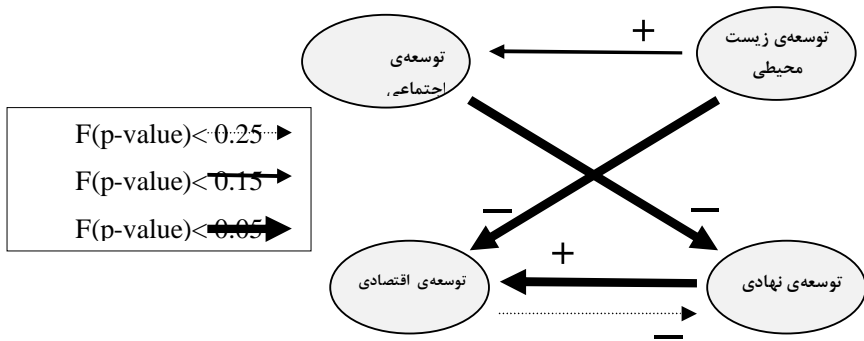 توسعه‌ی زیست
محیطی
+
توسعه‌ی
اجتماعی
F(p-value)< 0.25
F(p-value)< 0.15
F(p-value)< 0.05
–
–
+
توسعه‌ی نهادی
توسعه‌ی اقتصادی
–